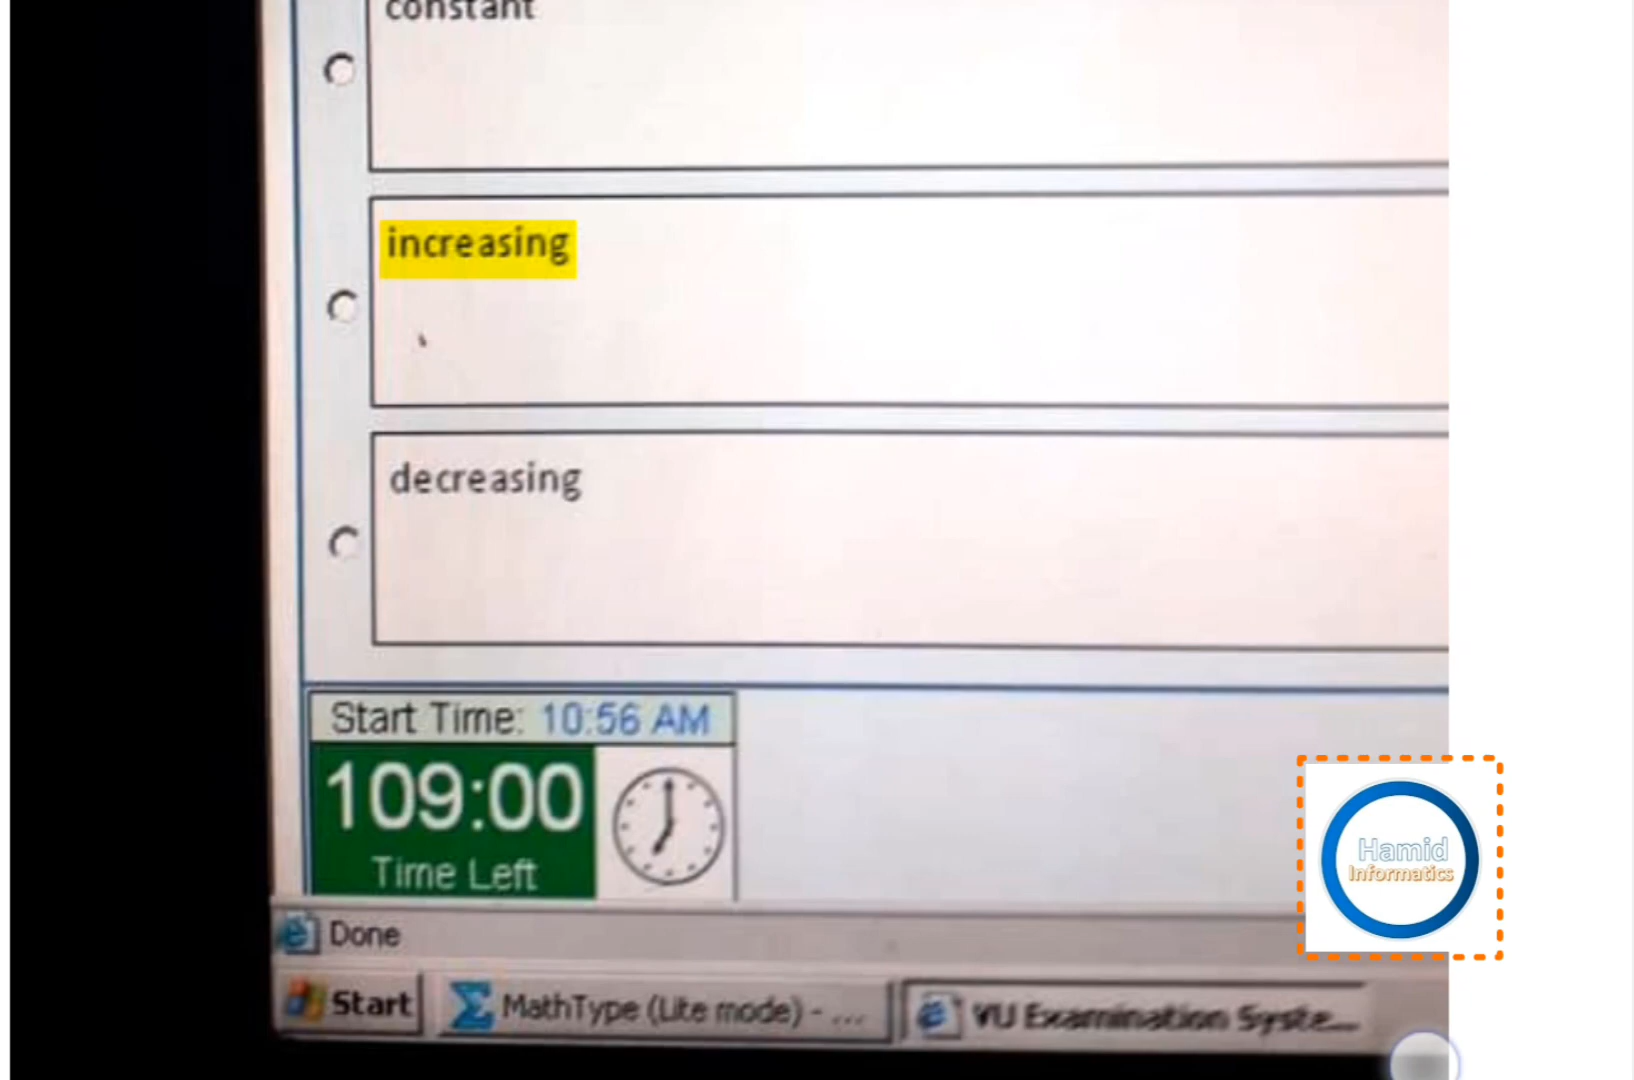 constant
increasing
decreasing
Start Time: 10:56 AM
109:00
Time Left
Done
Start
MathType (Lite mode) - ...
VU Examination Syste...
Hamid
Informatics